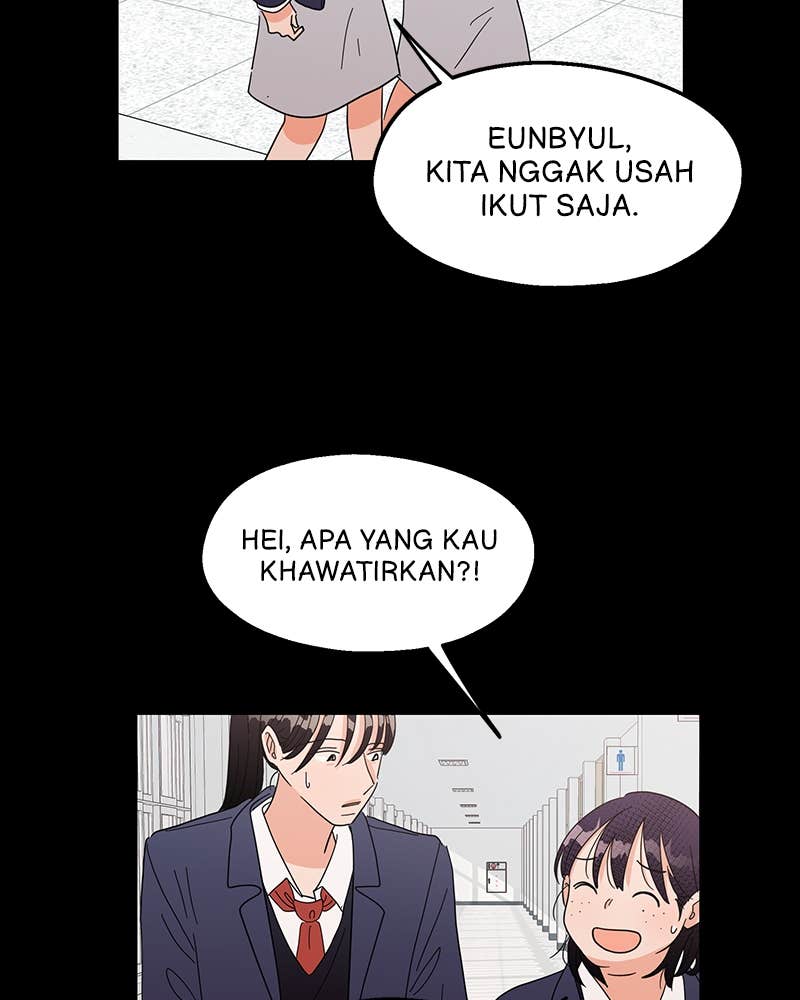 EUNBYUL,
KITA NGGAK USAH
IKUT SAJA.
HEI, APA YANG KAU
KHAWATIRKAN?!